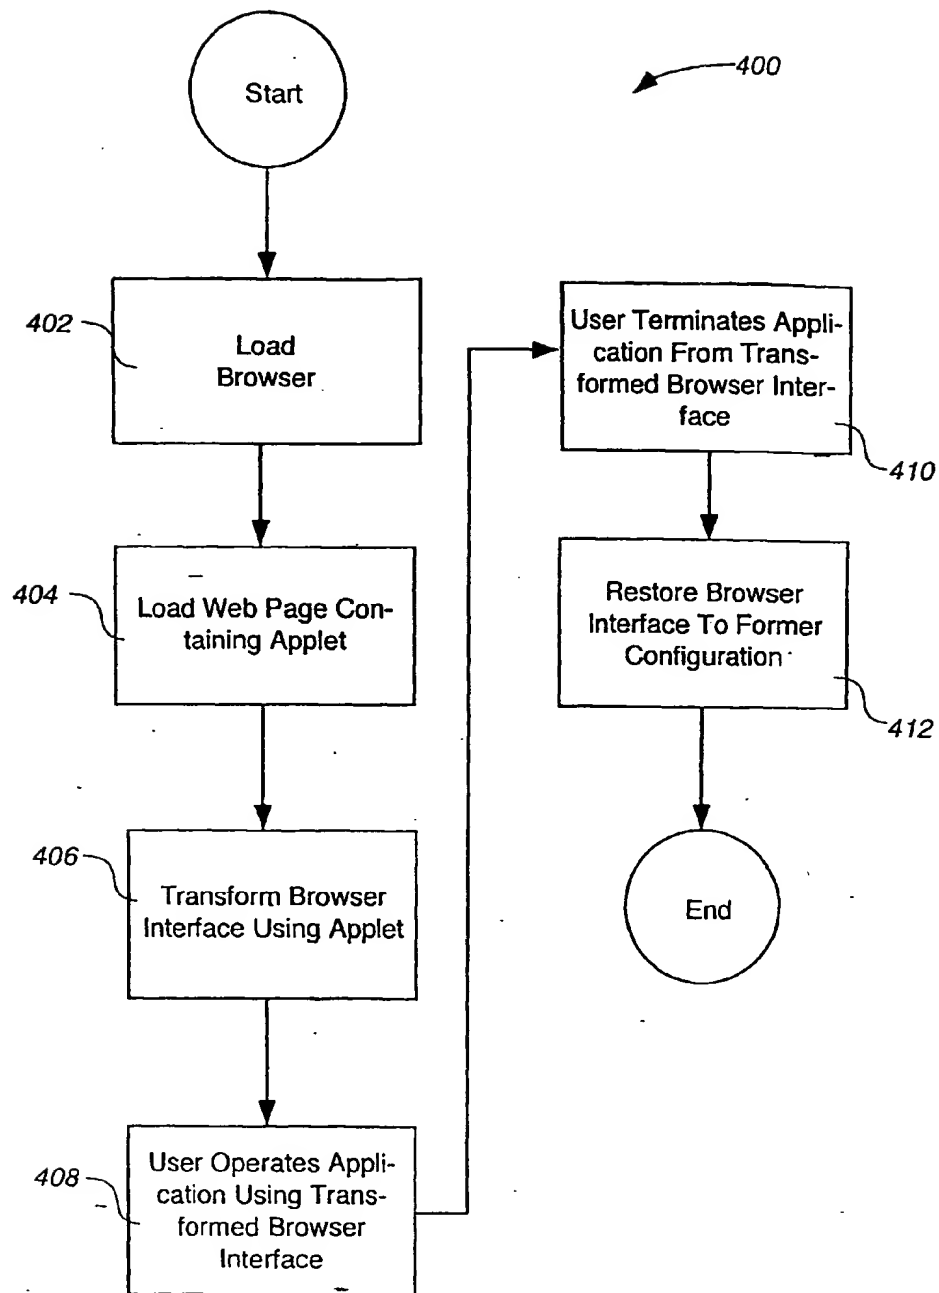 Start
400
402
Load
Browser
404
Load Web Page Con-
taining Applet
406
Transform Browser
Interface Using Applet
408
User Operates Appli-
cation Using Trans-
formed Browser
Interface
User Terminates Appli-
cation From Trans-
formed Browser Inter-
face
410
Restore Browser
Interface To Former
Configuration
412
End